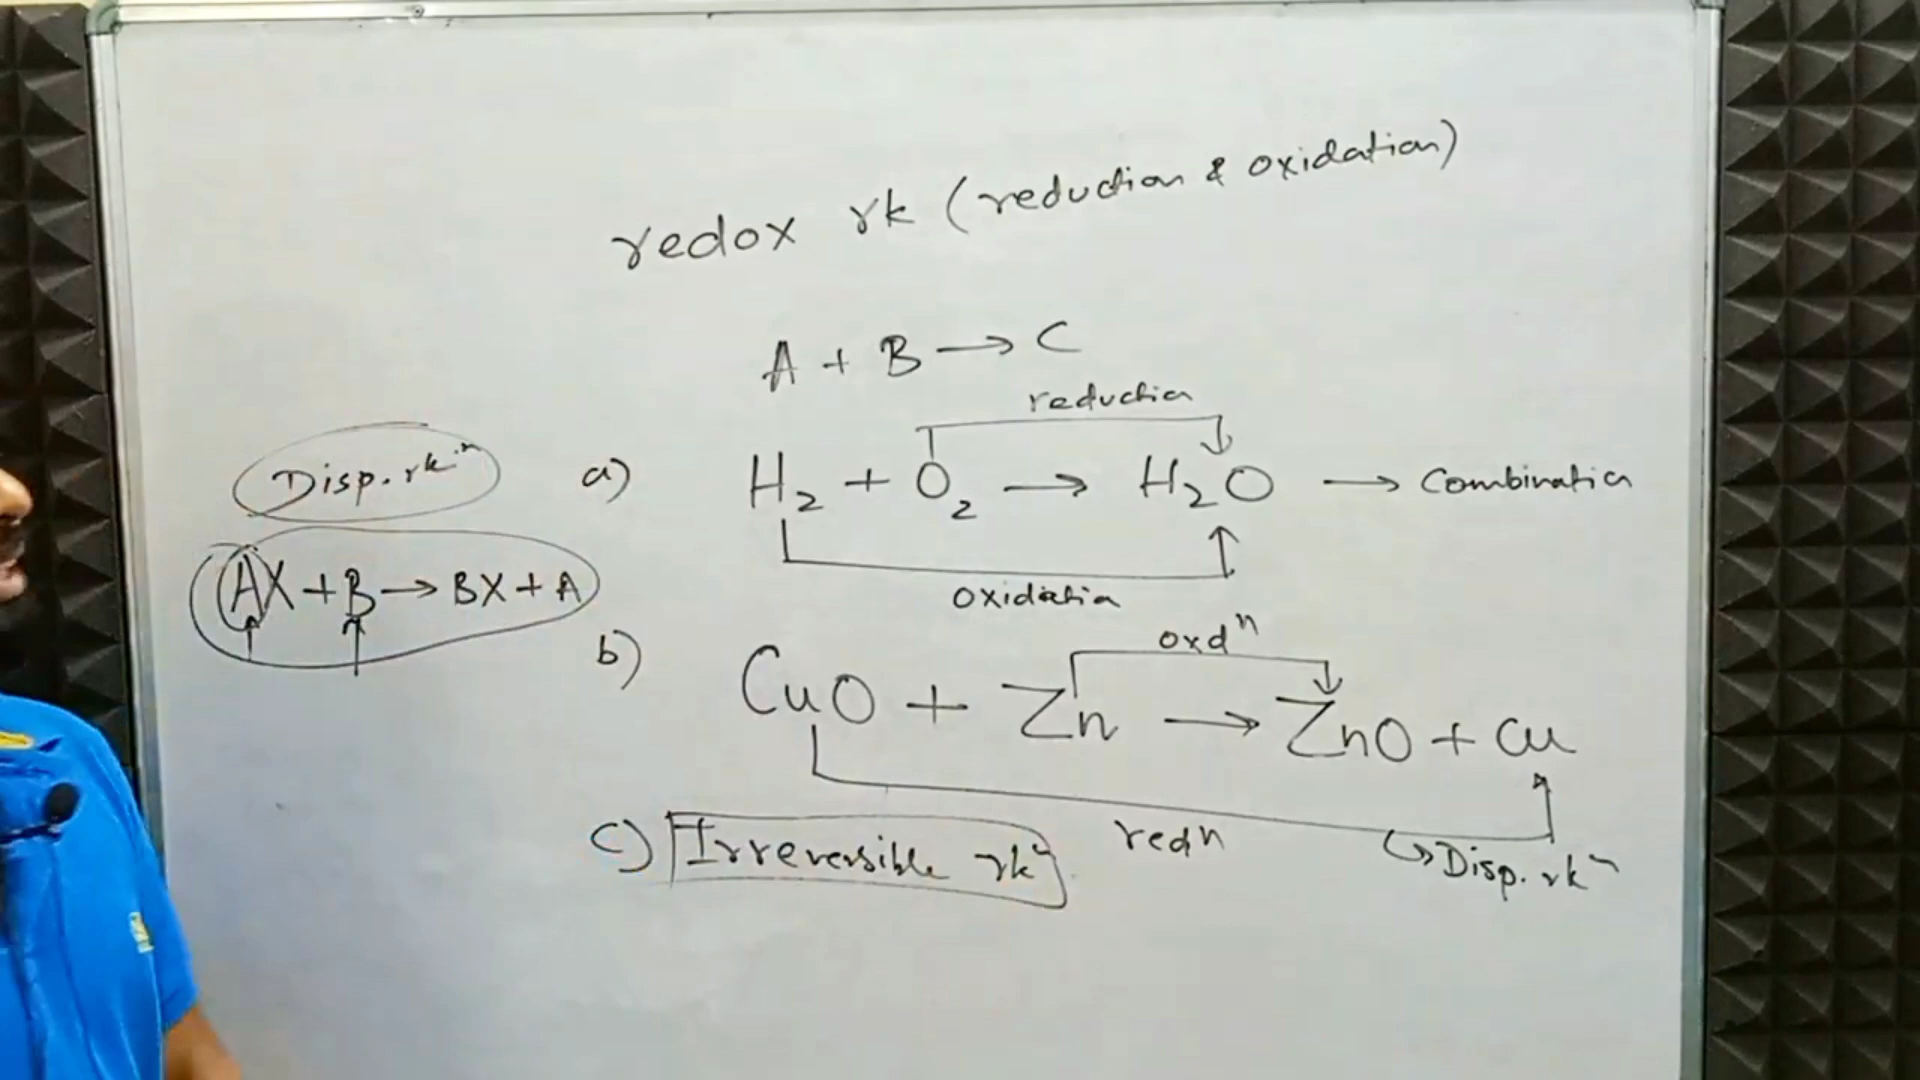 redox rk (reduction & oxidation)
A + B → C
reduction
Disp. rkⁿ
a) H₂ + O₂ → H₂O → Combination
AX + B → BX + A
oxidation
b) CuO + Zn → ZnO + Cu
oxdⁿ
c) Irreversible rkⁿ
redn
↳ Disp. rkⁿ